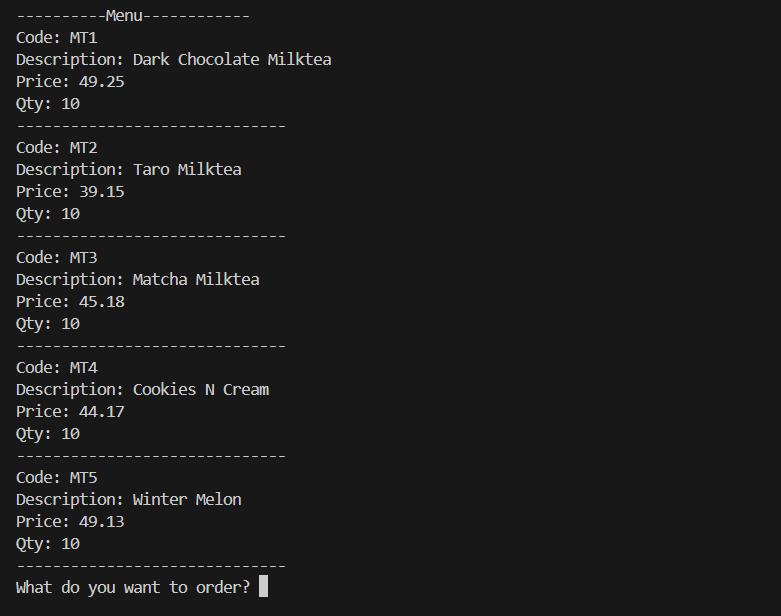 ----------Menu------------
Code: MT1
Description: Dark Chocolate Milktea
Price: 49.25
Qty: 10
------------------------------
Code: MT2
Description: Taro Milktea
Price: 39.15
Qty: 10
------------------------------
Code: MT3
Description: Matcha Milktea
Price: 45.18
Qty: 10
------------------------------
Code: MT4
Description: Cookies N Cream
Price: 44.17
Qty: 10
------------------------------
Code: MT5
Description: Winter Melon
Price: 49.13
Qty: 10
------------------------------
What do you want to order?